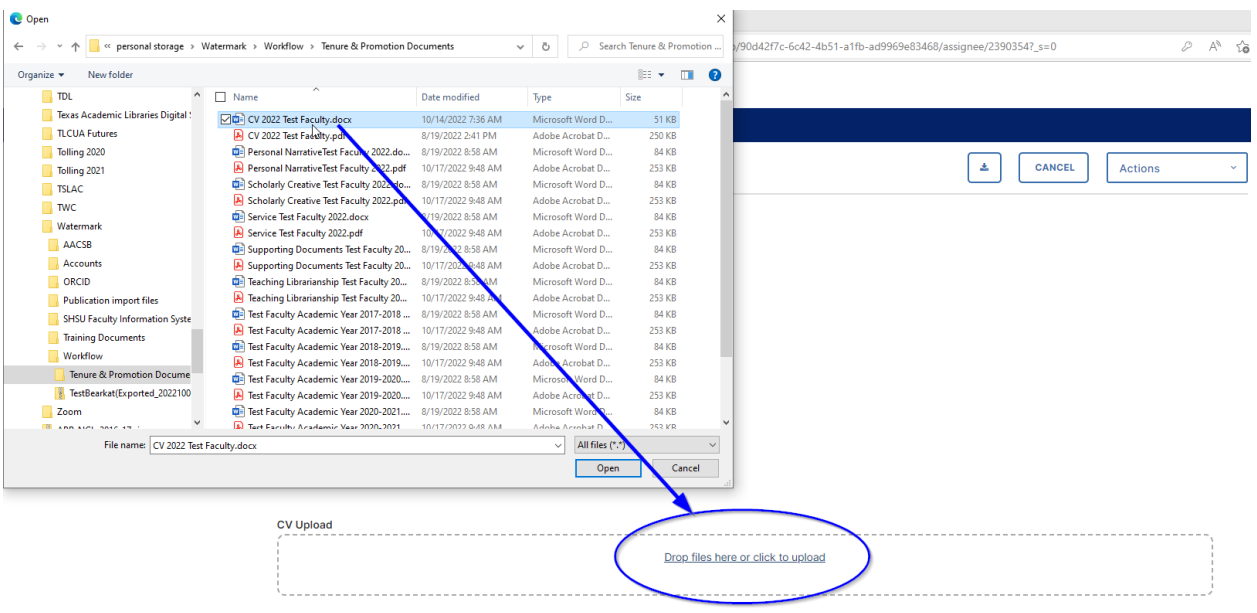 Open
« personal storage > Watermark > Workflow > Tenure & Promotion Documents
Search Tenure & Promotion ...
/90d42f7c-6c42-4b51-a1fb-ad9969e83468/assignee/2390354?_s=0
Organize
New folder
TDL
Texas Academic Libraries Digital
TLCUA Futures
Tolling 2020
Tolling 2021
TSLAC
TWC
Watermark
AACSB
Accounts
ORCID
Publication import files
SHSU Faculty Information Syste
Training Documents
Workflow
Tenure & Promotion Docume
TestBearkat(Exported_2022100
Zoom
Name Date modified Type Size
CV 2022 Test Faculty.docx 10/14/2022 7:36 AM Microsoft Word D... 51 KB
CV 2022 Test Faculty.pdf 8/19/2022 2:41 PM Adobe Acrobat D... 250 KB
Personal NarrativeTest Faculty 2022.do... 8/19/2022 8:58 AM Microsoft Word D... 84 KB
Personal NarrativeTest Faculty 2022.pdf 10/17/2022 9:48 AM Adobe Acrobat D... 253 KB
Scholarly Creative Test Faculty 2022.do... 8/19/2022 8:58 AM Microsoft Word D... 84 KB
Scholarly Creative Test Faculty 2022.pdf 10/17/2022 9:48 AM Adobe Acrobat D... 253 KB
Service Test Faculty 2022.docx 8/19/2022 8:58 AM Microsoft Word D... 84 KB
Service Test Faculty 2022.pdf 10/17/2022 9:48 AM Adobe Acrobat D... 253 KB
Supporting Documents Test Faculty 20... 8/19/2022 8:58 AM Microsoft Word D... 84 KB
Supporting Documents Test Faculty 20... 10/17/2022 9:48 AM Adobe Acrobat D... 253 KB
Teaching Librarianship Test Faculty 20... 8/19/2022 8:58 AM Microsoft Word D... 84 KB
Teaching Librarianship Test Faculty 20... 10/17/2022 9:48 AM Adobe Acrobat D... 253 KB
Test Faculty Academic Year 2017-2018 ... 8/19/2022 8:58 AM Microsoft Word D... 84 KB
Test Faculty Academic Year 2017-2018 ... 10/17/2022 9:48 AM Adobe Acrobat D... 253 KB
Test Faculty Academic Year 2018-2019.... 8/19/2022 8:58 AM Microsoft Word D... 84 KB
Test Faculty Academic Year 2018-2019.... 10/17/2022 9:48 AM Adobe Acrobat D... 253 KB
Test Faculty Academic Year 2019-2020.... 8/19/2022 8:58 AM Microsoft Word D... 84 KB
Test Faculty Academic Year 2019-2020.... 10/17/2022 9:48 AM Adobe Acrobat D... 253 KB
Test Faculty Academic Year 2020-2021.... 8/19/2022 8:58 AM Microsoft Word D... 84 KB
Test Faculty Academic Year 2020-2021 10/17/2022 9:48 AM Adobe Acrobat D... 253 KB
File name: CV 2022 Test Faculty.docx
All files (*.*)
Open
Cancel
CANCEL
Actions
CV Upload
Drop files here or click to upload